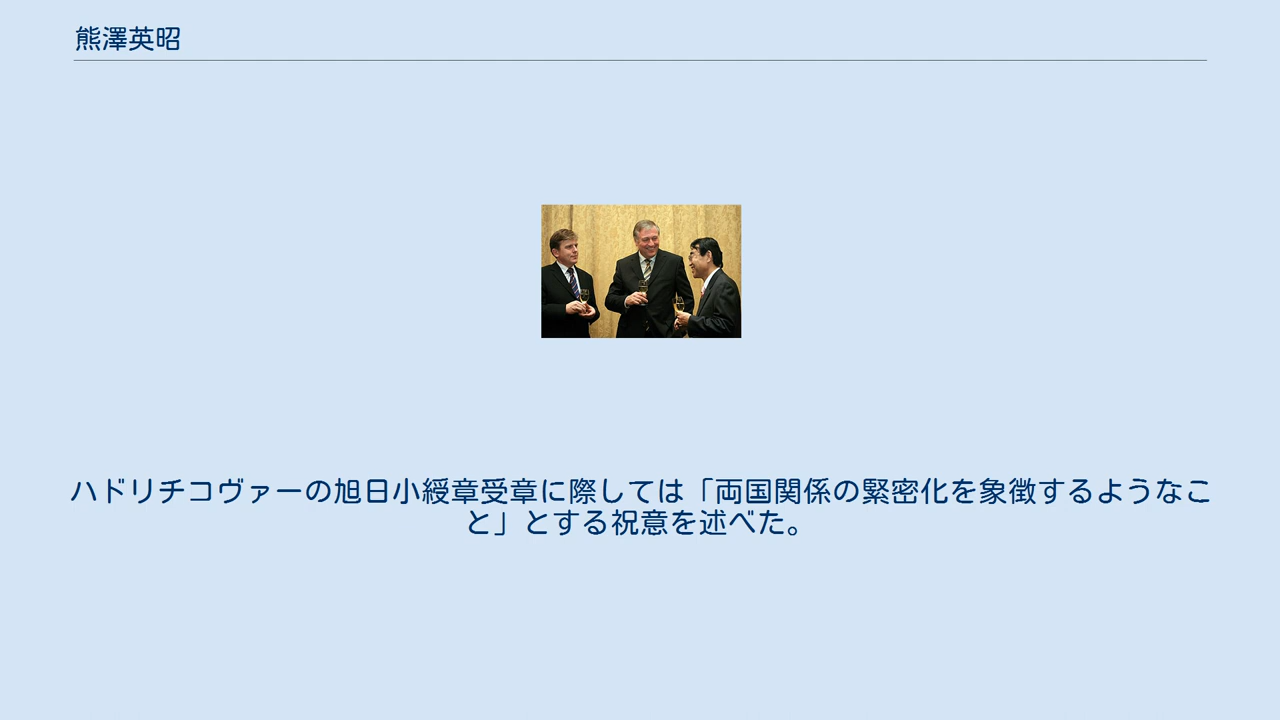 熊澤英昭
ハドリチコヴァーの旭日小綬章受章に際しては「両国関係の緊密化を象徴するようなこ
と」とする祝意を述べた。